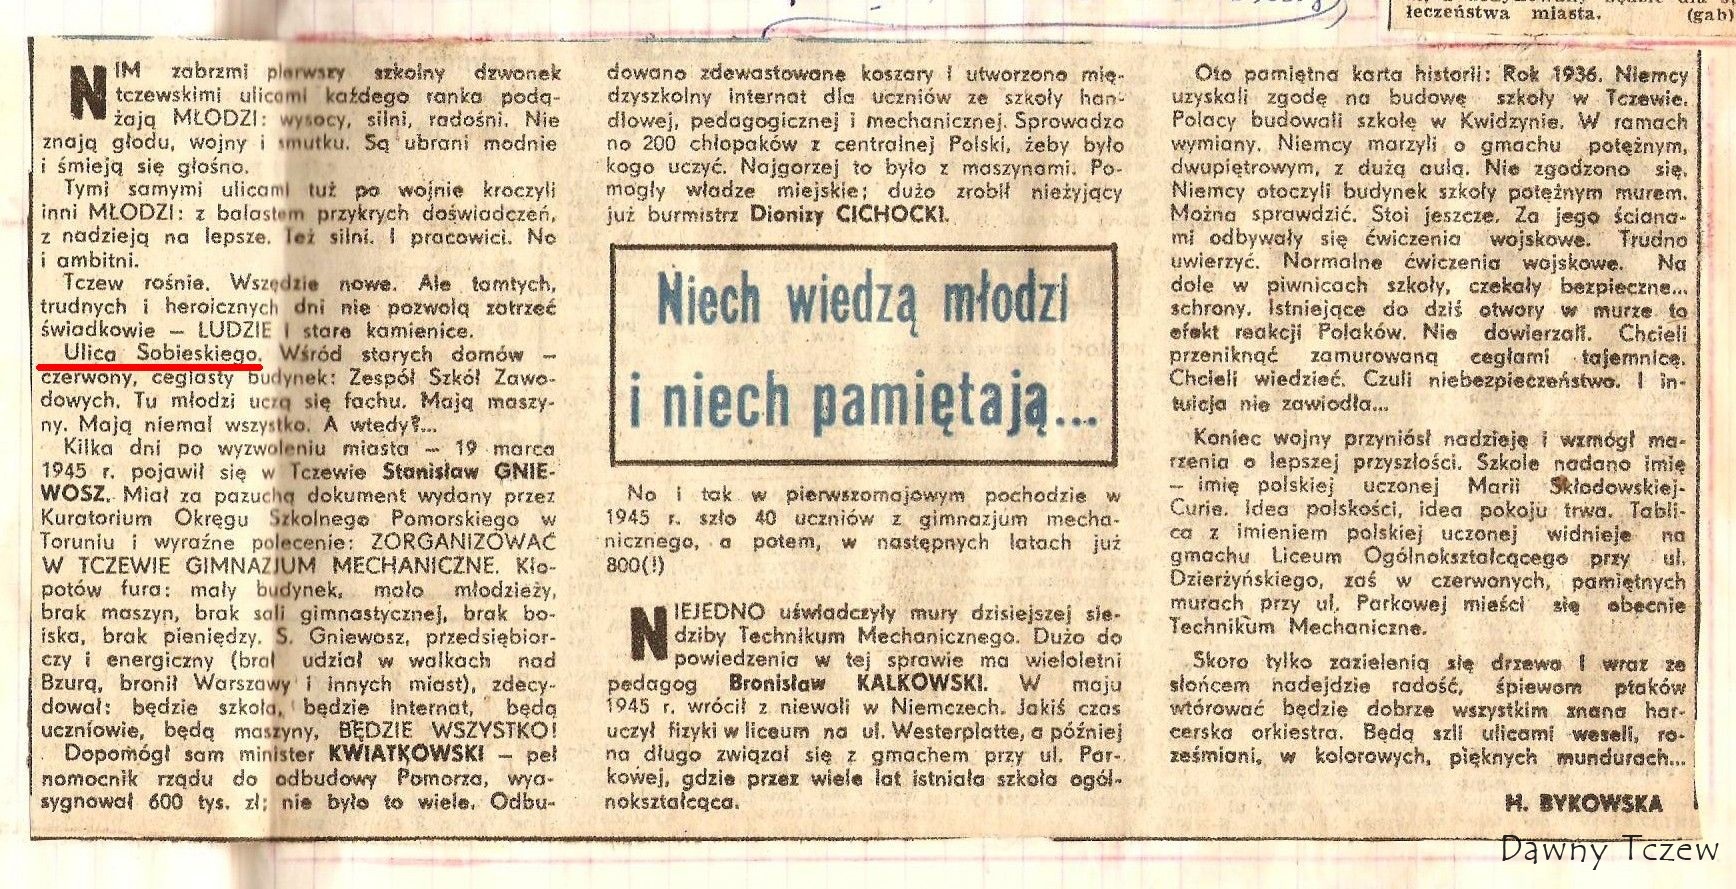 łeczeństwa miasta. (gab)
NIM zabrzmi pierwszy szkolny dzwonek
tczewskimi ulicami każdego ranka podą-
żają MŁODZI: wysocy, silni, radośni. Nie
znają głodu, wojny i smutku. Są ubrani modnie
i śmieją się głośno.
Tymi samymi ulicami tuż po wojnie kroczyli
inni MŁODZI: z balastem przykrych doświadczeń,
z nadzieją na lepsze. Też silni. I pracowici. No
i ambitni.
Tczew rośnie. Wszędzie nowe. Ale tamtych,
trudnych i heroicznych dni nie pozwolą zatrzeć
świadkowie – LUDZIE i stare kamienice.
Ulica Sobieskiego. Wśród starych domów –
czerwony, ceglasty budynek: Zespół Szkół Zawo-
dowych. Tu młodzi uczą się fachu. Mają maszy-
ny. Mają niemal wszystko. A wtedy?...
Kilka dni po wyzwoleniu miasta – 19 marca
1945 r. pojawił się w Tczewie Stanisław GNIE-
WOSZ. Miał za pazuchą dokument wydany przez
Kuratorium Okręgu Szkolnego Pomorskiego w
Toruniu i wyraźne polecenie: ZORGANIZOWAĆ
W TCZEWIE GIMNAZJUM MECHANICZNE. Kło-
potów fura: mały budynek, mało młodzieży,
brak maszyn, brak sali gimnastycznej, brak bo-
iska, brak pieniędzy. S. Gniewosz, przedsiębior-
czy i energiczny (brał udział w walkach nad
Bzurą, bronił Warszawy i innych miast), zdecy-
dował: będzie szkoła, będzie internat, będą
uczniowie, będą maszyny, BĘDZIE WSZYSTKO!
Dopomógł sam minister KWIATKOWSKI – peł
nomocnik rządu do odbudowy Pomorza, wya-
sygnował 600 tys. zł; nie było to wiele. Odbu-
dowano zdewastowane koszary i utworzono mię-
dzyszkolny internat dla uczniów ze szkoły han-
dlowej, pedagogicznej i mechanicznej. Sprowadzo
no 200 chłopaków z centralnej Polski, żeby było
kogo uczyć. Najgorzej to było z maszynami. Po-
mogły władze miejskie; dużo zrobił nieżyjący
już burmistrz Dionizy CICHOCKI.
Niech wiedzą młodzi
i niech pamiętają...
No i tak w pierwszomajowym pochodzie w
1945 r. szło 40 uczniów z gimnazjum mecha-
nicznego, a potem, w następnych latach już
800(!)
NIEJEDNO uświadczyły mury dzisiejszej sie-
dziby Technikum Mechanicznego. Dużo do
powiedzenia w tej sprawie ma wieloletni
pedagog Bronisław KALKOWSKI. W maju
1945 r. wrócił z niewoli w Niemczech. Jakiś czas
uczył fizyki w liceum na ul. Westerplatte, a później
na długo związał się z gmachem przy ul. Par-
kowej, gdzie przez wiele lat istniała szkoła ogól-
nokształcąca.
Oto pamiętna karta historii: Rok 1936. Niemcy
uzyskali zgodę na budowę szkoły w Tczewie.
Polacy budowali szkołę w Kwidzynie. W ramach
wymiany. Niemcy marzyli o gmachu potężnym,
dwupiętrowym, z dużą aulą. Nie zgodzono się.
Niemcy otoczyli budynek szkoły potężnym murem.
Można sprawdzić. Stoi jeszcze. Za jego ściana-
mi odbywały się ćwiczenia wojskowe. Trudno
uwierzyć. Normalne ćwiczenia wojskowe. Na
dole w piwnicach szkoły, czekały bezpieczne...
schrony. Istniejące do dziś otwory w murze to
efekt reakcji Polaków. Nie dowierzali. Chcieli
przeniknąć zamurowaną cegłami tajemnicę.
Chcieli wiedzieć. Czuli niebezpieczeństwo. I in-
tuicja nie zawiodła...
Koniec wojny przyniósł nadzieję i wzmógł ma-
rzenia o lepszej przyszłości. Szkole nadano imię
– imię polskiej uczonej Marii Skłodowskiej-
Curie. Idea polskości, idea pokoju trwa. Tabli-
ca z imieniem polskiej uczonej widnieje na
gmachu Liceum Ogólnokształcącego przy ul.
Dzierżyńskiego, zaś w czerwonych, pamiętnych
murach przy ul. Parkowej mieści się obecnie
Technikum Mechaniczne.
Skoro tylko zazielenią się drzewa i wraz ze
słońcem nadejdzie radość, śpiewom ptaków
wtórować będzie dobrze wszystkim znana har-
cerska orkiestra. Będą szli ulicami weseli, ro-
ześmiani, w kolorowych, pięknych mundurach...
H. BYKOWSKA
Dawny Tczew